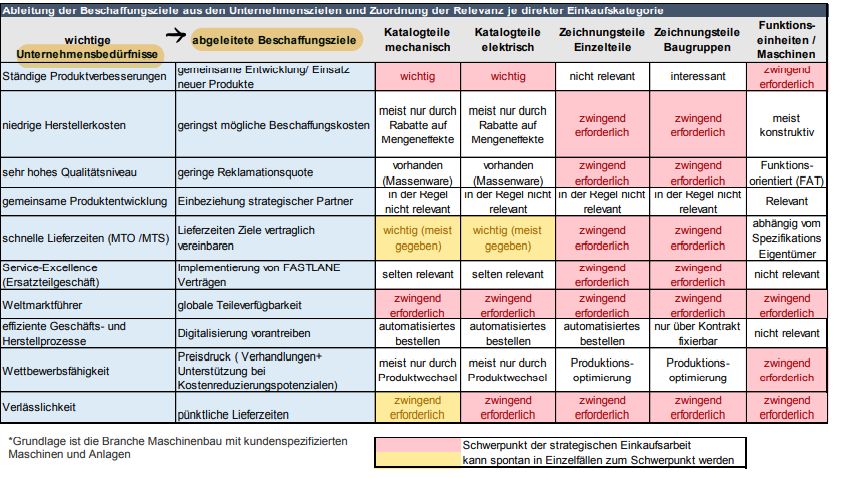 Ableitung der Beschaffungsziele aus den Unternehmenszielen und Zuordnung der Relevanz je direkter Einkaufskategorie
wichtige Unternehmensbedürfnisse → abgeleitete Beschaffungsziele Katalogteile mechanisch Katalogteile elektrisch Zeichnungsteile Einzelteile Zeichnungsteile Baugruppen Funktions-einheiten / Maschinen
Ständige Produktverbesserungen gemeinsame Entwicklung/ Einsatz neuer Produkte wichtig wichtig nicht relevant interessant zwingend erforderlich
niedrige Herstellerkosten geringst mögliche Beschaffungskosten meist nur durch Rabatte auf Mengeneffekte meist nur durch Rabatte auf Mengeneffekte zwingend erforderlich zwingend erforderlich meist konstruktiv
sehr hohes Qualitätsniveau geringe Reklamationsquote vorhanden (Massenware) vorhanden (Massenware) zwingend erforderlich zwingend erforderlich Funktions-orientiert (FAT)
gemeinsame Produktentwicklung Einbeziehung strategischer Partner in der Regel nicht relevant in der Regel nicht relevant in der Regel nicht relevant in der Regel nicht relevant Relevant
schnelle Lieferzeiten (MTO /MTS) Lieferzeiten Ziele vertraglich vereinbaren wichtig (meist gegeben) wichtig (meist gegeben) zwingend erforderlich zwingend erforderlich abhängig vom Spezifikations Eigentümer
Service-Excellence (Ersatzteilgeschäft) Implementierung von FASTLANE Verträgen selten relevant selten relevant zwingend erforderlich zwingend erforderlich nicht relevant
Weltmarktführer globale Teileverfügbarkeit zwingend erforderlich zwingend erforderlich zwingend erforderlich zwingend erforderlich zwingend erforderlich
effiziente Geschäfts- und Herstellprozesse Digitalisierung vorantreiben automatisiertes bestellen automatisiertes bestellen automatisiertes bestellen nur über Kontrakt fixierbar nicht relevant
Wettbewerbsfähigkeit Preisdruck ( Verhandlungen+ Unterstützung bei Kostenreduzierungspotenzialen) meist nur durch Produktwechsel meist nur durch Produktwechsel Produktions-optimierung Produktions-optimierung zwingend erforderlich
Verlässlichkeit pünktliche Lieferzeiten zwingend erforderlich zwingend erforderlich zwingend erforderlich zwingend erforderlich zwingend erforderlich
*Grundlage ist die Branche Maschinenbau mit kundenspezifizierten
Maschinen und Anlagen
Schwerpunkt der strategischen Einkaufsarbeit
kann spontan in Einzelfällen zum Schwerpunkt werden